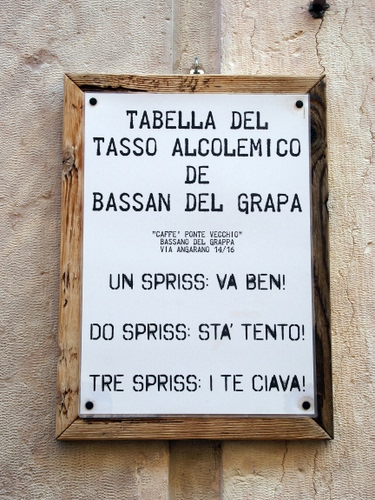 TABELLA DEL
TASSO ALCOLEMICO
DE
BASSAN DEL GRAPA
"CAFFE' PONTE VECCHIO"
BASSANO DEL GRAPPA
VIA ANGARANO 14/16
UN SPRISS: VA BEN!
DO SPRISS: STA' TENTO!
TRE SPRISS: I TE CIAVA!